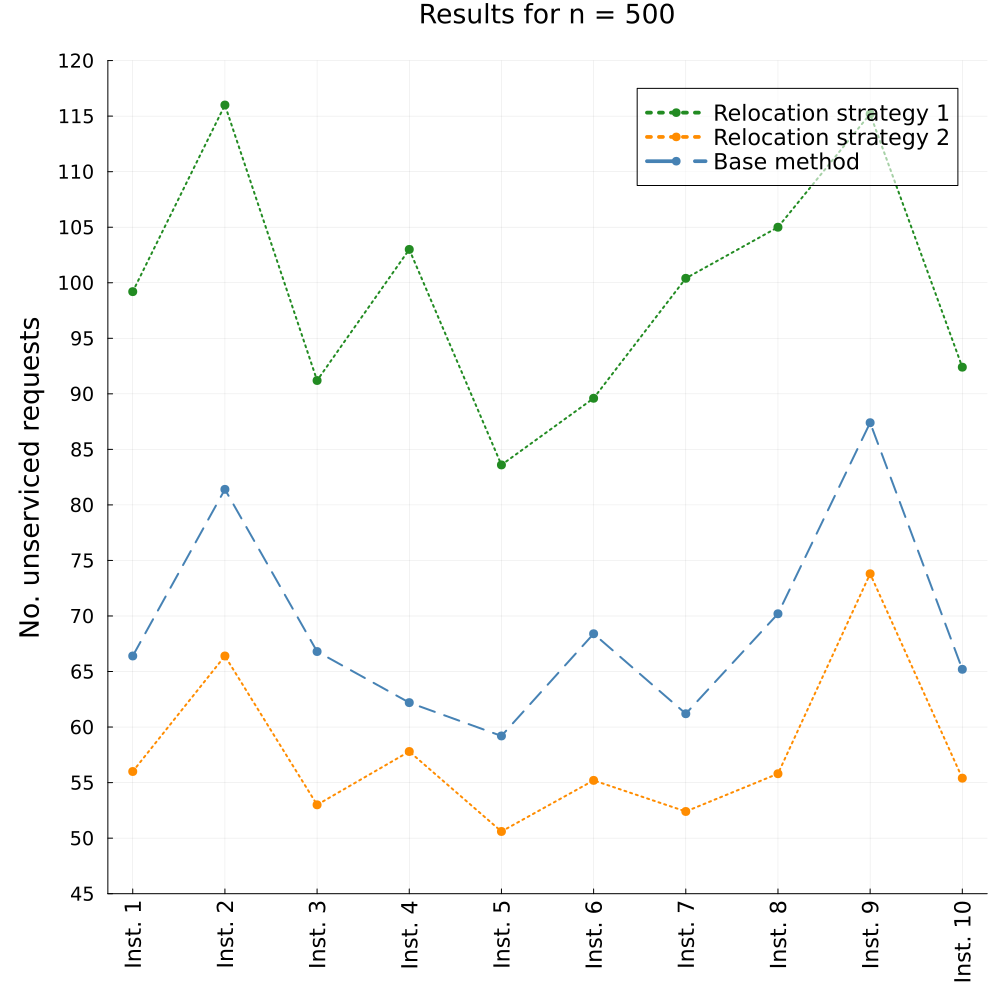 Results for n = 500
120
115
110
105
100
95
90
85
80
75
70
65
60
55
50
45
No. unserviced requests
Relocation strategy 1
Relocation strategy 2
Base method
Inst. 1
Inst. 2
Inst. 3
Inst. 4
Inst. 5
Inst. 6
Inst. 7
Inst. 8
Inst. 9
Inst. 10